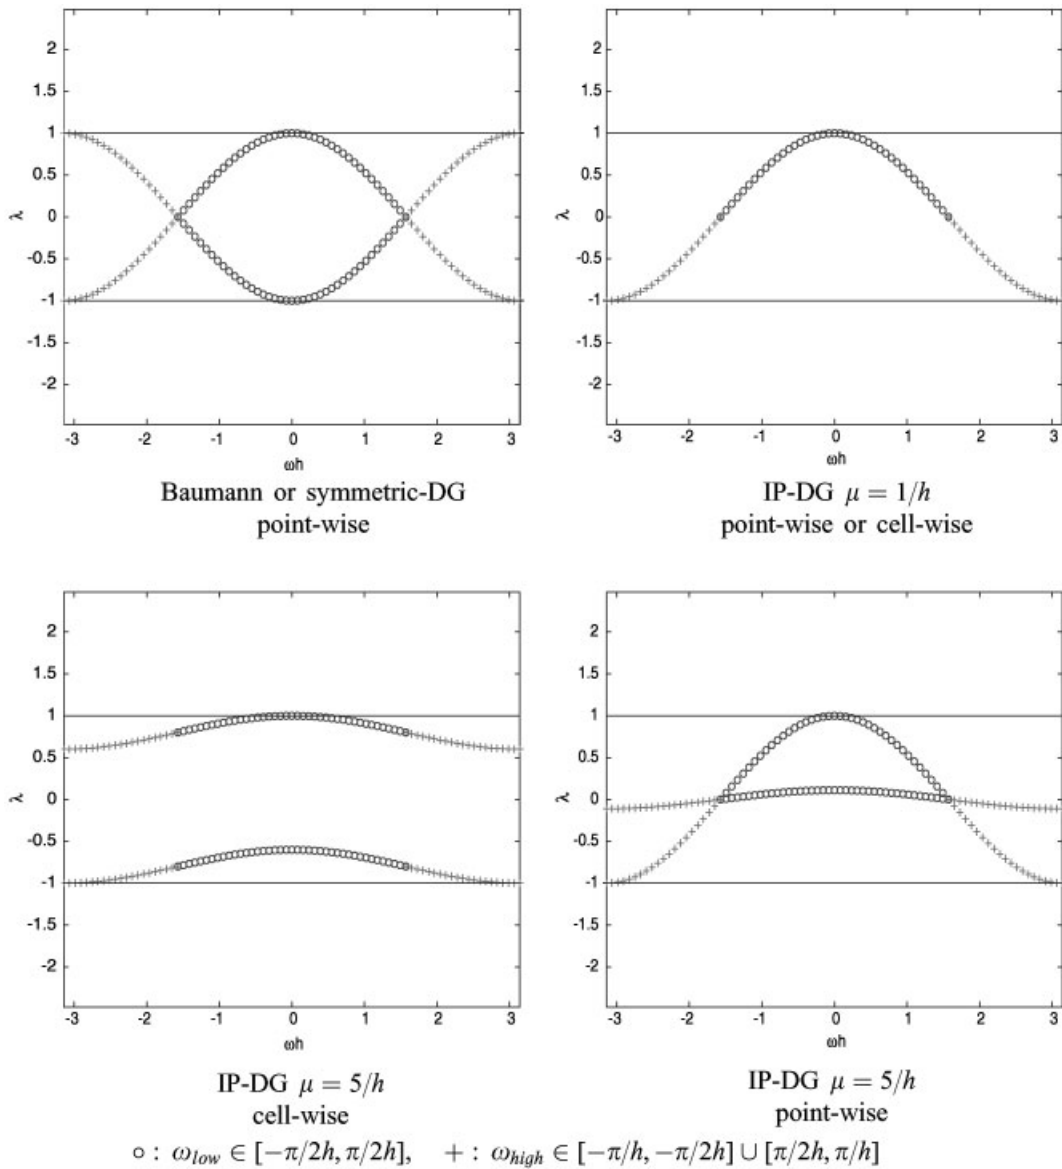 2
1.5
1
0.5
λ 0
-0.5
-1
-1.5
-2
-3 -2 -1 0 1 2 3
ωh
Baumann or symmetric-DG
point-wise
2
1.5
1
0.5
λ 0
-0.5
-1
-1.5
-2
-3 -2 -1 0 1 2 3
ωh
IP-DG μ = 1/h
point-wise or cell-wise
2
1.5
1
0.5
λ 0
-0.5
-1
-1.5
-2
-3 -2 -1 0 1 2 3
ωh
IP-DG μ = 5/h
cell-wise
2
1.5
1
0.5
λ 0
-0.5
-1
-1.5
-2
-3 -2 -1 0 1 2 3
ωh
IP-DG μ = 5/h
point-wise
∘ : ω_low ∈ [−π/2h, π/2h], + : ω_high ∈ [−π/h, −π/2h] ∪ [π/2h, π/h]